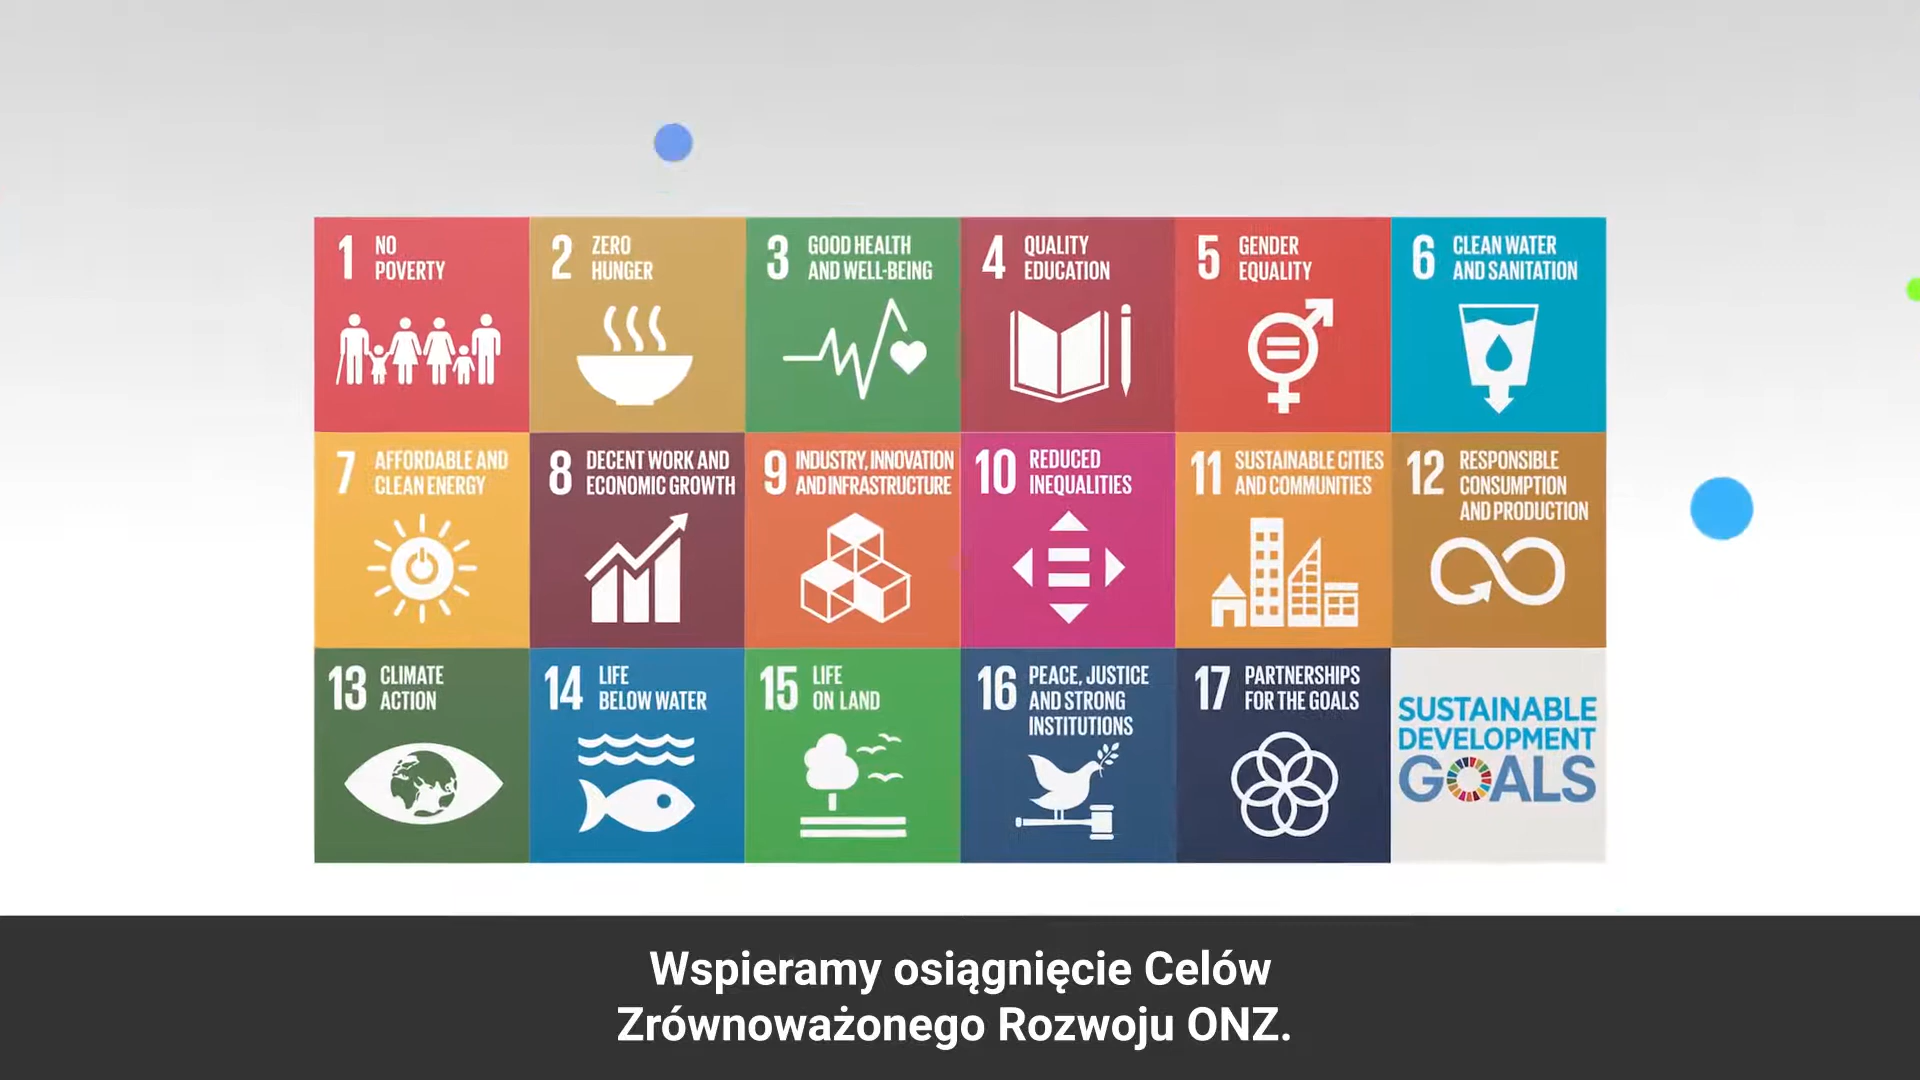 1 NO
POVERTY
2 ZERO
HUNGER
3 GOOD HEALTH
AND WELL-BEING
4 QUALITY
EDUCATION
5 GENDER
EQUALITY
6 CLEAN WATER
AND SANITATION
7 AFFORDABLE AND
CLEAN ENERGY
8 DECENT WORK AND
ECONOMIC GROWTH
9 INDUSTRY, INNOVATION
AND INFRASTRUCTURE
10 REDUCED
INEQUALITIES
11 SUSTAINABLE CITIES
AND COMMUNITIES
12 RESPONSIBLE
CONSUMPTION
AND PRODUCTION
13 CLIMATE
ACTION
14 LIFE
BELOW WATER
15 LIFE
ON LAND
16 PEACE, JUSTICE
AND STRONG
INSTITUTIONS
17 PARTNERSHIPS
FOR THE GOALS
SUSTAINABLE
DEVELOPMENT
GOALS
Wspieramy osiągnięcie Celów
Zrównoważonego Rozwoju ONZ.